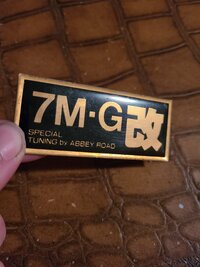 7M-G改
SPECIAL
TUNING by ABBEY ROAD